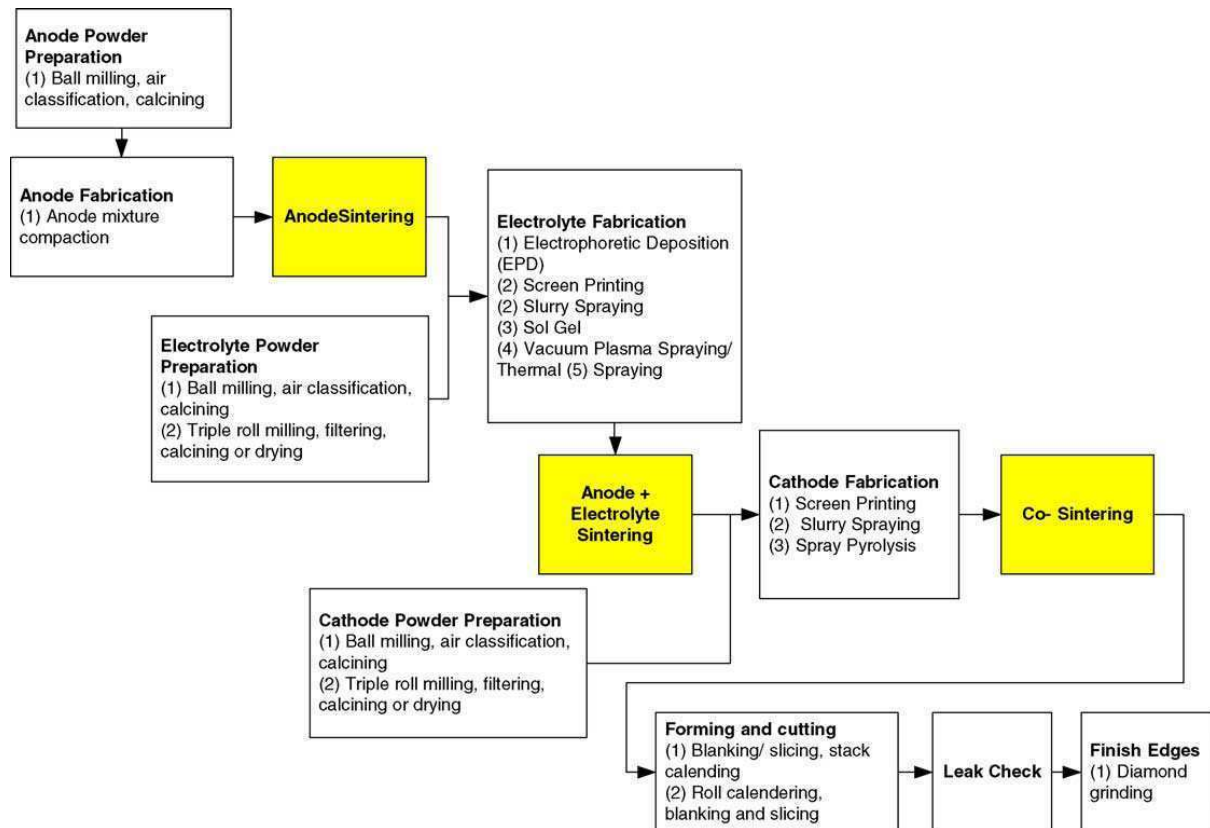 Anode Powder
Preparation
(1) Ball milling, air
classification, calcining
Anode Fabrication
(1) Anode mixture
compaction
AnodeSintering
Electrolyte Fabrication
(1) Electrophoretic Deposition
(EPD)
(2) Screen Printing
(2) Slurry Spraying
(3) Sol Gel
(4) Vacuum Plasma Spraying/
Thermal (5) Spraying
Electrolyte Powder
Preparation
(1) Ball milling, air classification,
calcining
(2) Triple roll milling, filtering,
calcining or drying
Anode +
Electrolyte
Sintering
Cathode Fabrication
(1) Screen Printing
(2) Slurry Spraying
(3) Spray Pyrolysis
Co- Sintering
Cathode Powder Preparation
(1) Ball milling, air classification,
calcining
(2) Triple roll milling, filtering,
calcining or drying
Forming and cutting
(1) Blanking/ slicing, stack
calending
(2) Roll calendering,
blanking and slicing
Leak Check
Finish Edges
(1) Diamond
grinding